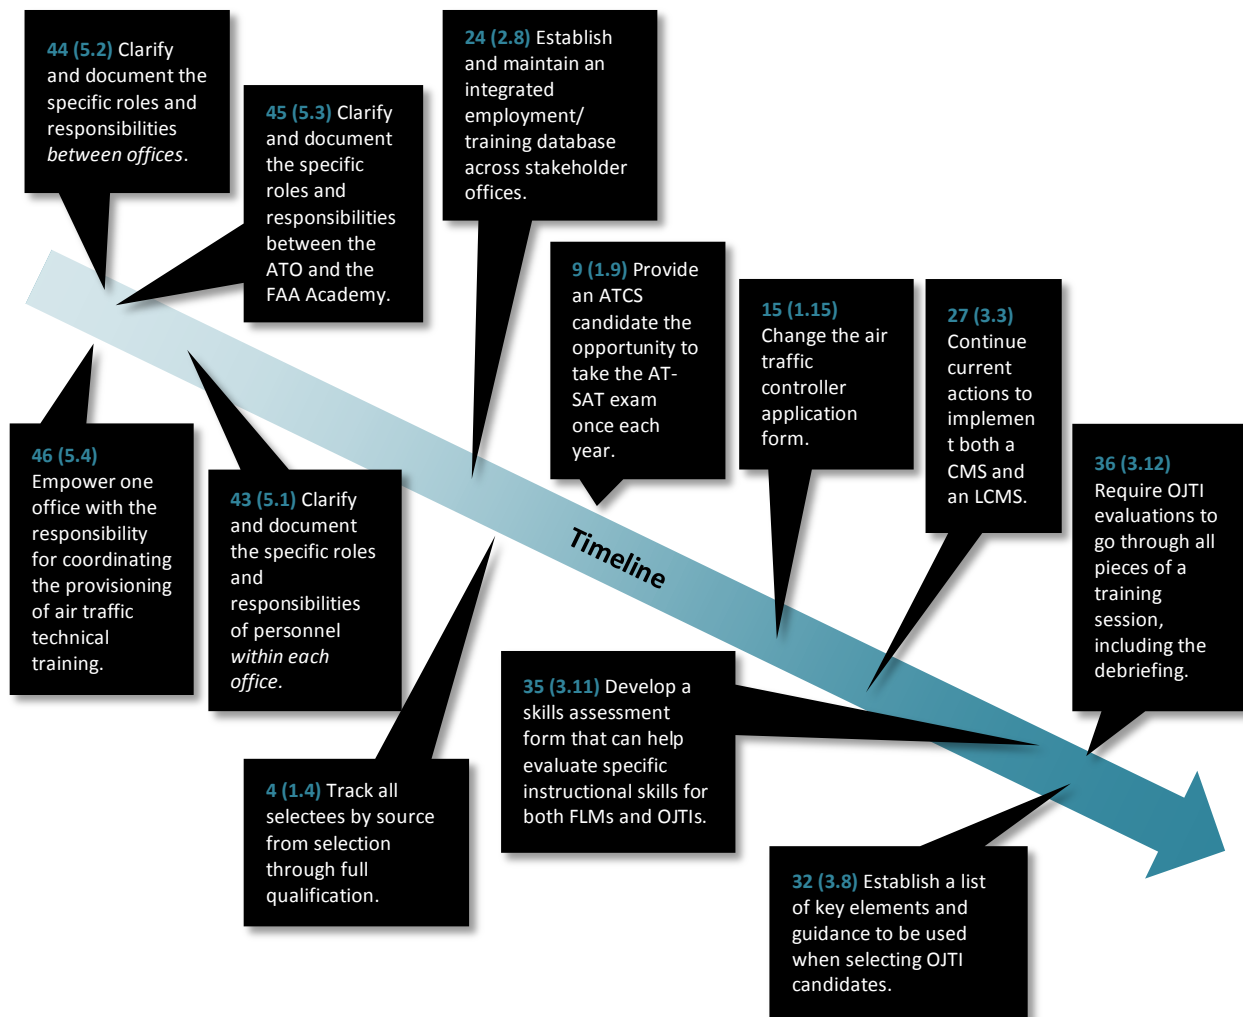 44 (5.2) Clarify
and document the
specific roles and
responsibilities
between offices.
45 (5.3) Clarify
and document
the specific
roles and
responsibilities
between the
ATO and the
FAA Academy.
24 (2.8) Establish
and maintain an
integrated
employment/
training database
across stakeholder
offices.
9 (1.9) Provide
an ATCS
candidate the
opportunity to
take the AT-
SAT exam
once each
year.
15 (1.15)
Change the air
traffic
controller
application
form.
27 (3.3)
Continue
current
actions to
implemen
t both a
CMS and
an LCMS.
36 (3.12)
Require OJTI
evaluations to
go through all
pieces of a
training
session,
including the
debriefing.
Timeline
46 (5.4)
Empower one
office with the
responsibility
for coordinating
the provisioning
of air traffic
technical
training.
43 (5.1) Clarify
and document
the specific roles
and
responsibilities
of personnel
within each
office.
4 (1.4) Track all
selectees by source
from selection
through full
qualification.
35 (3.11) Develop a
skills assessment
form that can help
evaluate specific
instructional skills for
both FLMs and OJTIs.
32 (3.8) Establish a list
of key elements and
guidance to be used
when selecting OJTI
candidates.